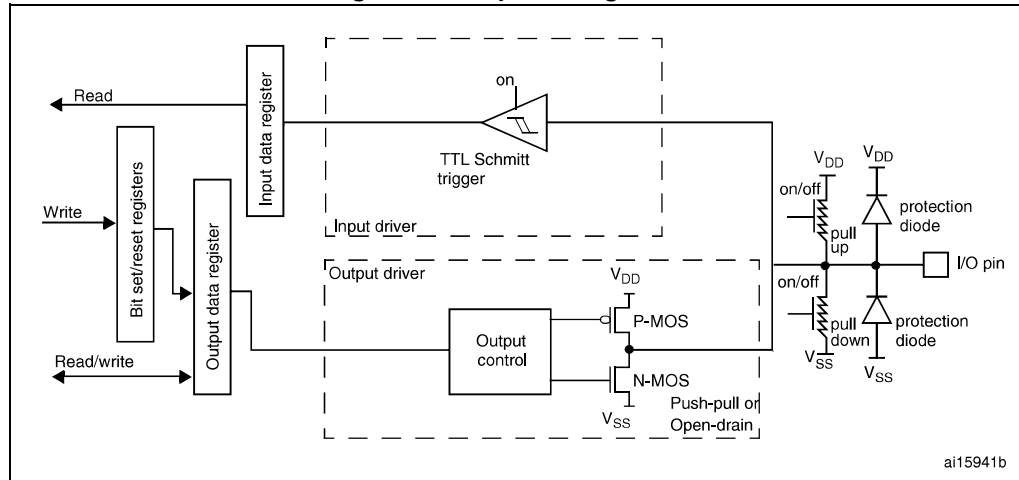 Read
Write
Read/write
Bit set/reset registers
Output data register
Input data register
on
TTL Schmitt
trigger
Input driver
Output driver
Output
control
VDD
P-MOS
N-MOS
VSS
Push-pull or
Open-drain
VDD
on/off
pull
up
on/off
pull
down
VSS
VDD
protection
diode
I/O pin
protection
diode
VSS
ai15941b